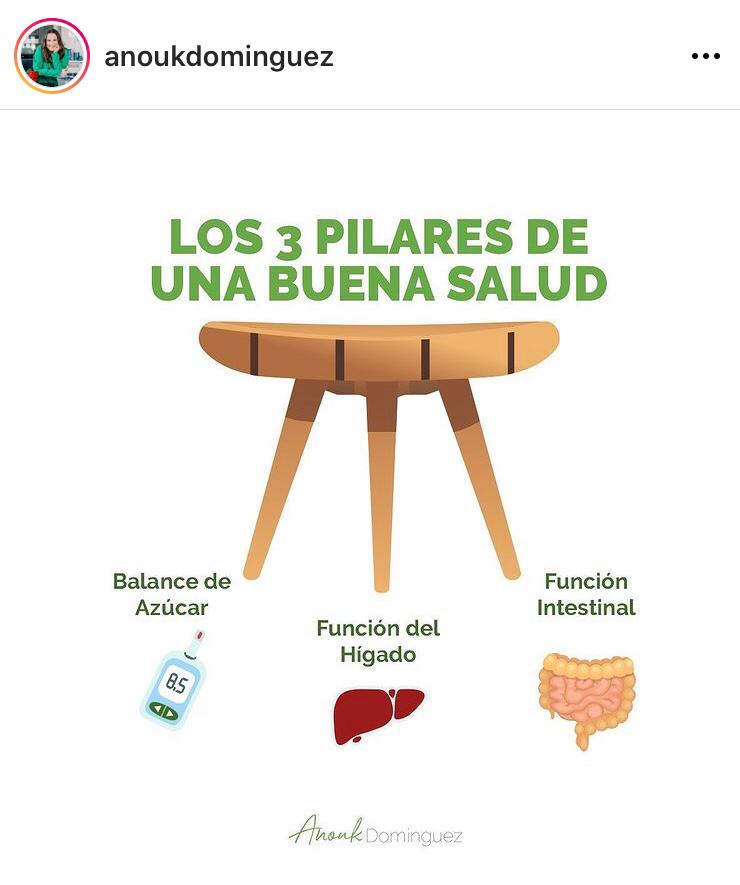 anoukdominguez
LOS 3 PILARES DE
UNA BUENA SALUD
Balance de
Azúcar
Función del
Hígado
Función
Intestinal
8.5
Anouk Dominguez